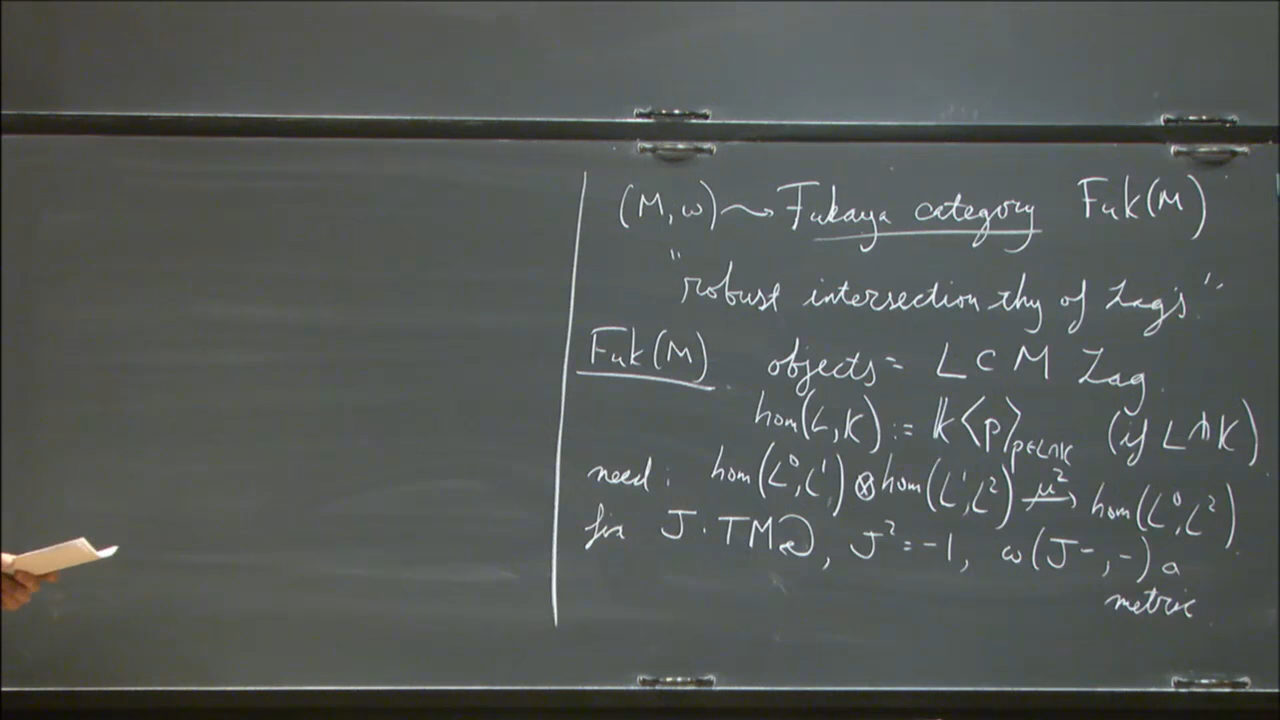 (M, ω) ⇝ Fukaya category Fuk(M)
"robust intersection thy of Lag's."
Fuk(M) objects = L ⊂ M Lag.
hom(L, K) := 𝕜⟨p⟩_{p∈L∩K} (if L ⋔ K)
need: hom(L⁰, L¹) ⊗ hom(L¹, L²) –μ²→ hom(L⁰, L²)
fix J: TM⟲, J² = -1, ω(J-, -) a
metric